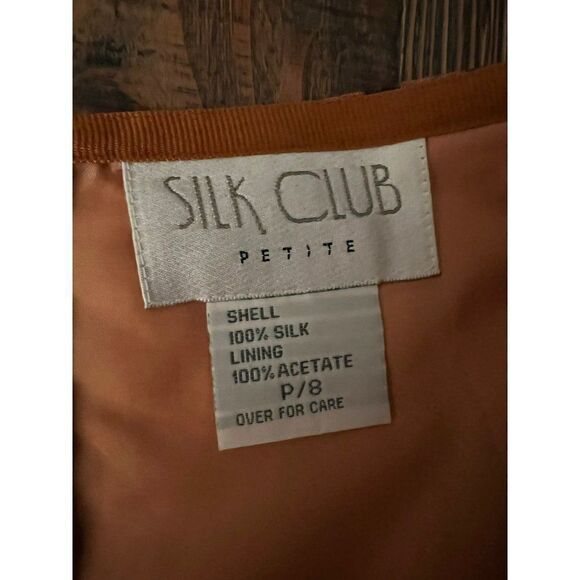 SILK CLUB
PETITE
SHELL
100% SILK
LINING
100% ACETATE
P/8
OVER FOR CARE